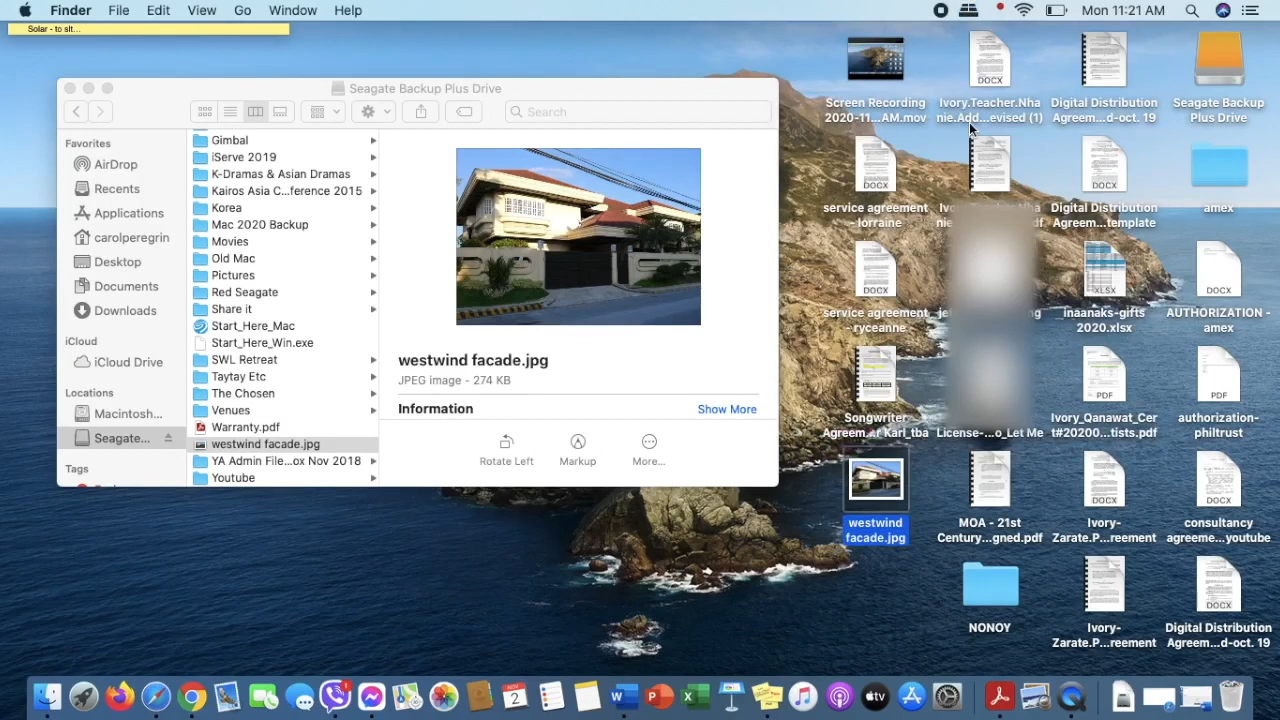 Finder File Edit View Go Window Help Mon 11:21 AM
Solar - to slt...
Seagate Backup Plus Drive
Search
Favorites
AirDrop
Recents
Applications
carolperegrin
Desktop
Documents
Downloads
iCloud
iCloud Drive
Locations
Macintosh...
Seagate...
Tags
Gimbal
iServe 2019
K-Dramas & Asian Dramas
Kairos Asia C...ference 2015
Korea
Mac 2020 Backup
Movies
Old Mac
Pictures
Red Seagate
Share it
Start_Here_Mac
Start_Here_Win.exe
SWL Retreat
Taytay Etc
The Chosen
Venues
Warranty.pdf
westwind facade.jpg
YA Admin File...ox Nov 2018
Youtube
westwind facade.jpg
JPEG image - 274 KB
Information Show More
Rotate Left Markup More...
Screen Recording
2020-11...AM.mov
DOCX
Ivory.Teacher.Nha
nie.Add...evised (1)
Digital Distribution
Agreem...d-oct. 19
Seagate Backup
Plus Drive
DOCX
service agreement
- lorraine
DOCX
Digital Distribution
Agreem...template
amex
DOCX
service agreement
- ryceanne
XLSX
inaanaks-gifts
2020.xlsx
DOCX
AUTHORIZATION -
amex
Songwriter
Agreem...r Karl_tba
License-...o_Let Me
PDF
Ivory_Qanawat_Cert#20200...tists.pdf
PDF
authorization-
philtrust
westwind
facade.jpg
MOA - 21st
Century...gned.pdf
DOCX
Ivory-
Zarate.P...reement
DOCX
consultancy
agreeme...youtube
NONOY
Ivory-
Zarate.P...reement
DOCX
Digital Distribution
Agreem...d-oct. 19
NOV
2
tv